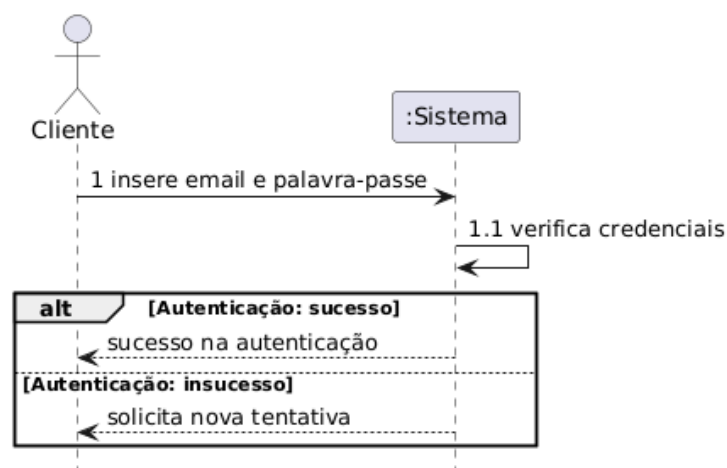 Cliente
:Sistema
1 insere email e palavra-passe
1.1 verifica credenciais
alt
[Autenticação: sucesso]
sucesso na autenticação
[Autenticação: insucesso]
solicita nova tentativa